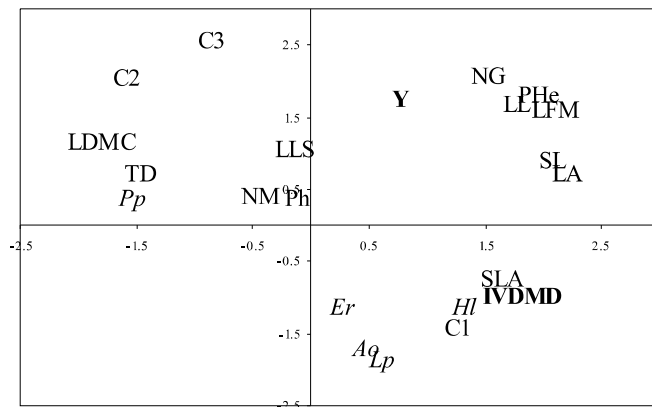 2.5
C3
C2
NG
Y
PHe
LL
LFM
1.5
LDMC
LLS
SL
TD
LA
Pp
NM
Ph
0.5
-2.5
-1.5
-0.5
0.5
1.5
2.5
-0.5
SLA
IVDMD
Er
Hl
C1
-1.5
Ao
Lp
-2.5